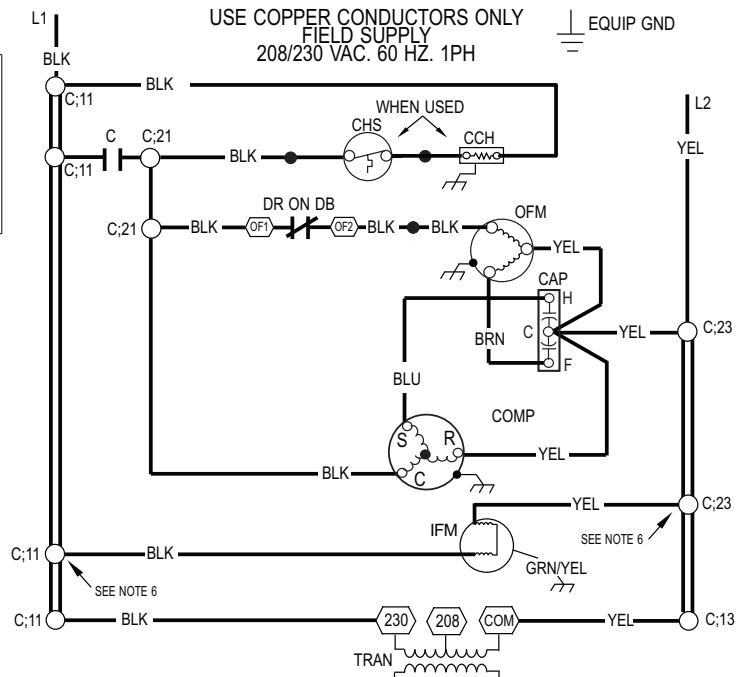 L1
USE COPPER CONDUCTORS ONLY
FIELD SUPPLY
208/230 VAC. 60 HZ. 1PH
EQUIP GND
BLK
C;11
BLK
L2
WHEN USED
CHS
CCH
C
C;21
C;11
BLK
YEL
DR ON DB
OFM
C;21
BLK
OF1
OF2
BLK
BLK
YEL
CAP
H
C
F
BRN
YEL
C;23
BLU
COMP
S
R
C
YEL
BLK
YEL
C;23
IFM
SEE NOTE 6
C;11
BLK
GRN/YEL
SEE NOTE 6
C;11
BLK
230
208
COM
YEL
C;13
TRAN